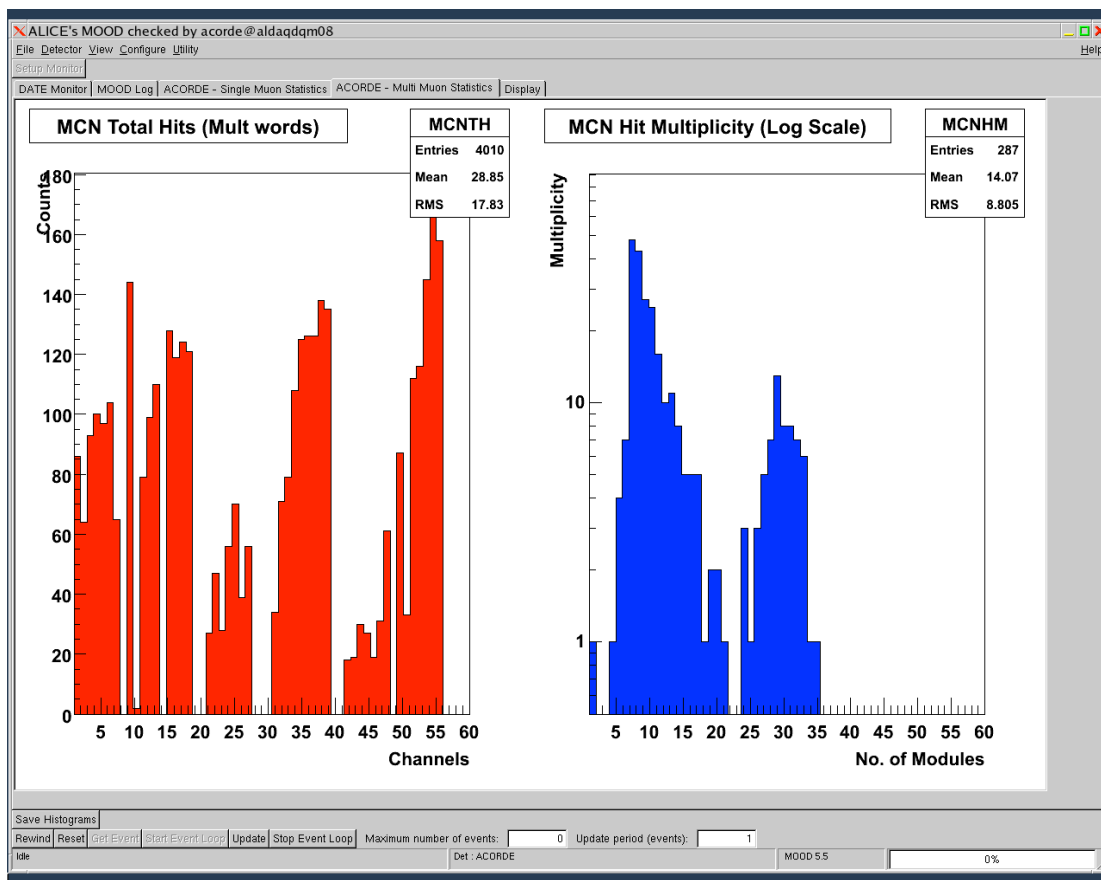 ALICE's MOOD checked by acorde@aldaqdqm08
File Detector View Configure Utility Help
Setup Monitor
DATE Monitor MOOD Log ACORDE - Single Muon Statistics ACORDE - Multi Muon Statistics Display
MCN Total Hits (Mult words)
MCNTH
Entries 4010
Mean 28.85
RMS 17.83
Counts
180
160
140
120
100
80
60
40
20
0
5 10 15 20 25 30 35 40 45 50 55 60
Channels
MCN Hit Multiplicity (Log Scale)
MCNHM
Entries 287
Mean 14.07
RMS 8.805
Multiplicity
10
1
5 10 15 20 25 30 35 40 45 50 55 60
No. of Modules
Save Histograms
Rewind Reset Get Event Start Event Loop Update Stop Event Loop Maximum number of events: 0 Update period (events): 1
Idle Det : ACORDE MOOD 5.5 0%